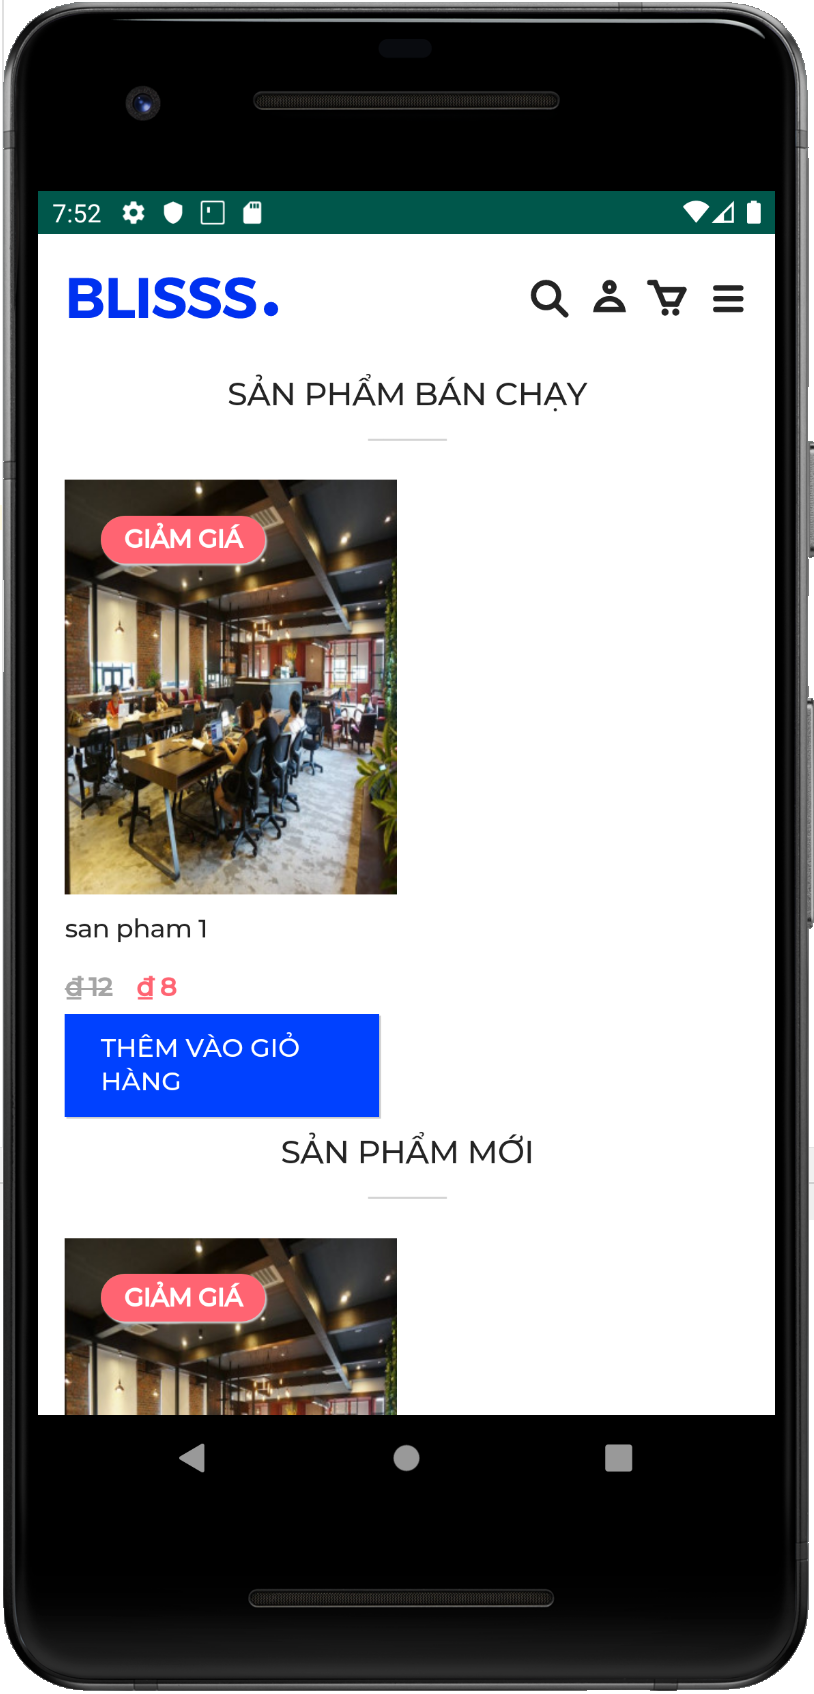 7:52
BLISSS.
SẢN PHẨM BÁN CHẠY
GIẢM GIÁ
san pham 1
₫ 12 ₫ 8
THÊM VÀO GIỎ
HÀNG
SẢN PHẨM MỚI
GIẢM GIÁ